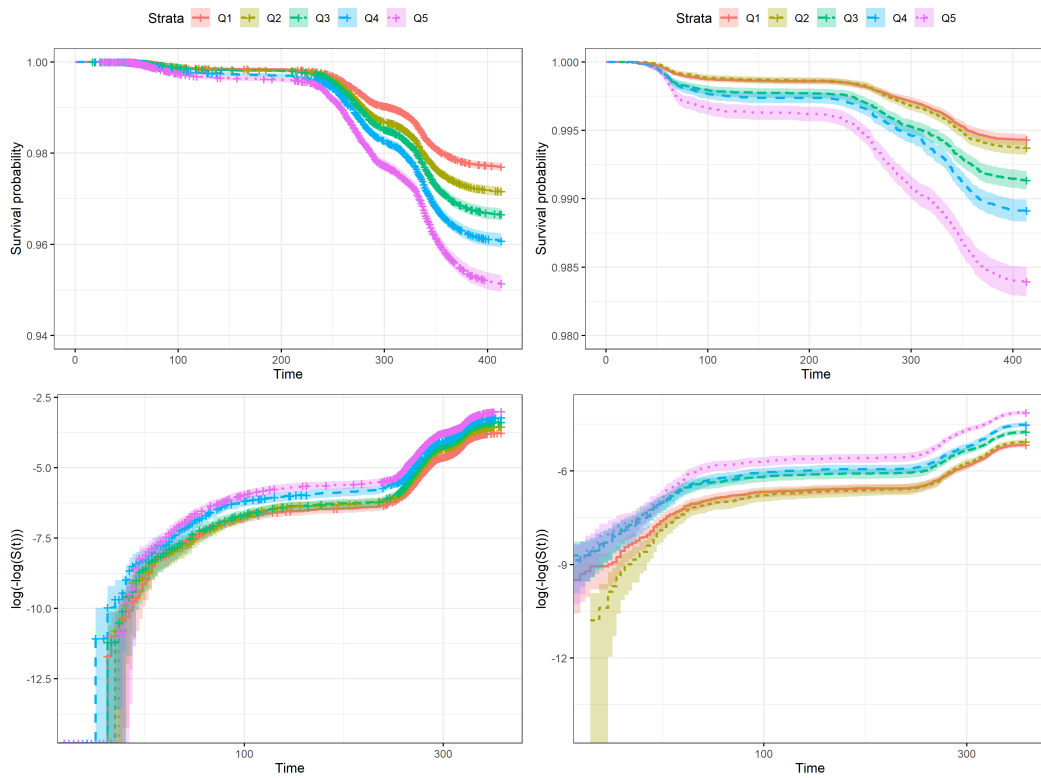 Strata Q1 Q2 Q3 Q4 Q5
Survival probability
1.00
0.98
0.96
0.94
0 100 200 300 400
Time
Strata Q1 Q2 Q3 Q4 Q5
Survival probability
1.000
0.995
0.990
0.985
0.980
0 100 200 300 400
Time
log(-log(S(t)))
-2.5
-5.0
-7.5
-10.0
-12.5
100 300
Time
log(-log(S(t)))
-6
-9
-12
100 300
Time